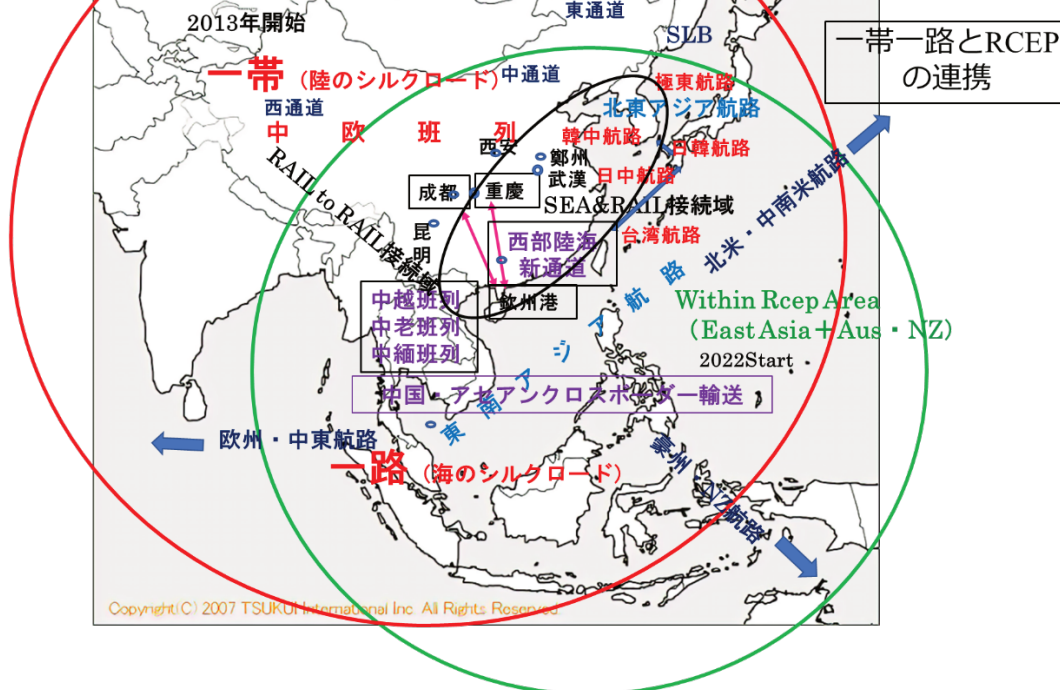 東通道
2013年開始
SLB
一帯一路とRCEP
の連携
一帯（陸のシルクロード）
中通道
極東航路
西通道
北東アジア航路
中欧班列
韓中航路
日韓航路
西安
鄭州
武漢
日中航路
RAIL to RAIL接続域
成都
重慶
SEA&RAIL接続域
昆明
西部陸海
新通道
台湾航路
北米・中南米航路
中越班列
中老班列
中緬班列
欽州港
Within Rcep Area
（East Asia＋Aus・NZ）
2022Start
中国・アセアンクロスボーダー輸送
東南アジア航路
欧州・中東航路
一路（海のシルクロード）
豪州・NZ航路
Copyright(C) 2007 TSUKUI International Inc. All Rights Reserved